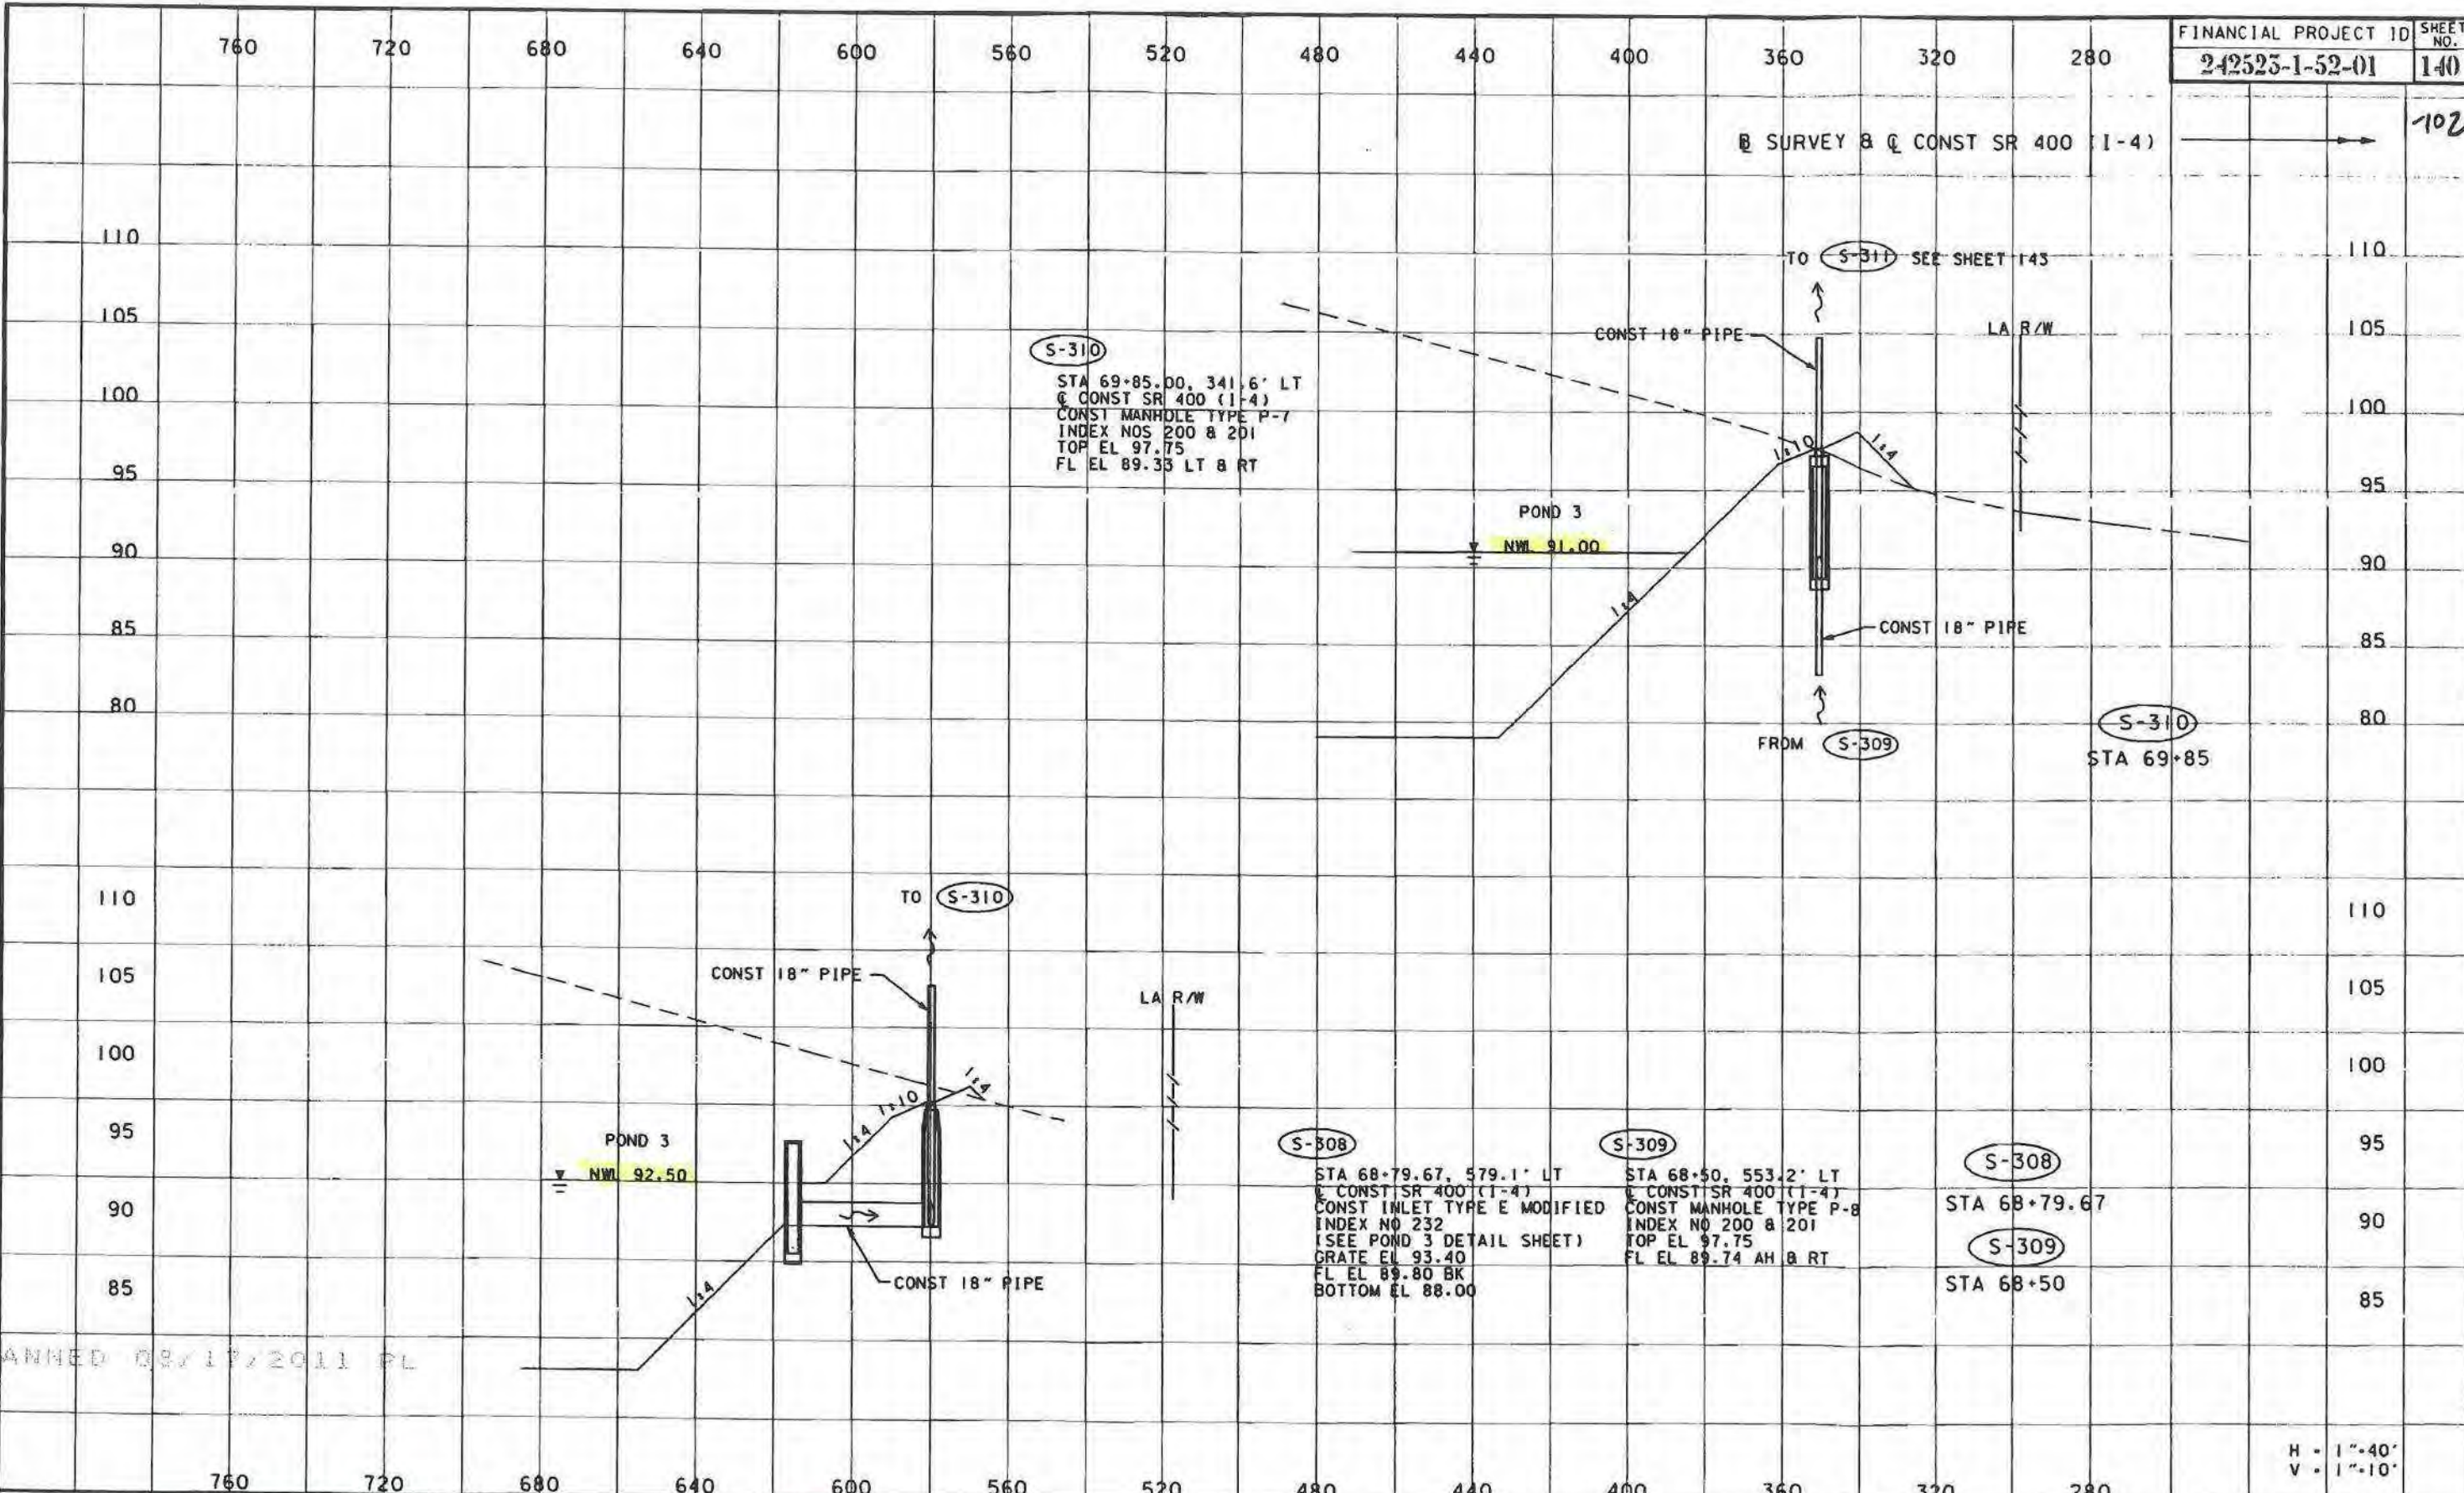 760 720 680 640 600 560 520 480 440 400 360 320 280
FINANCIAL PROJECT ID SHEET NO.
242523-1-52-01 140
102
B SURVEY & ℄ CONST SR 400 (I-4)
110 110
TO S-311 SEE SHEET 143
105 105
CONST 18" PIPE
LA R/W
S-310
STA 69+85.00, 341.6' LT
℄ CONST SR 400 (I-4)
CONST MANHOLE TYPE P-7
INDEX NOS 200 & 201
TOP EL 97.75
FL EL 89.33 LT & RT
100 100
1:10
1:4
95 95
POND 3
NWL 91.00
90 90
1:4
85 85
CONST 18" PIPE
80 80
FROM S-309
S-310
STA 69+85
110 110
TO S-310
105 105
CONST 18" PIPE
LA R/W
100 100
1:4
1:10
1:4
95 95
POND 3
NWL 92.50
90 90
S-308
STA 68+79.67, 579.1' LT
℄ CONST SR 400 (I-4)
CONST INLET TYPE E MODIFIED
INDEX NO 232
(SEE POND 3 DETAIL SHEET)
GRATE EL 93.40
FL EL 89.80 BK
BOTTOM EL 88.00
S-309
STA 68+50, 553.2' LT
℄ CONST SR 400 (I-4)
CONST MANHOLE TYPE P-8
INDEX NO 200 & 201
TOP EL 97.75
FL EL 89.74 AH & RT
S-308
STA 68+79.67
S-309
STA 68+50
85 85
1:4
CONST 18" PIPE
ANNED 08/17/2011 PL
H = 1"=40'
V = 1"=10'
760 720 680 640 600 560 520 480 440 400 360 320 280